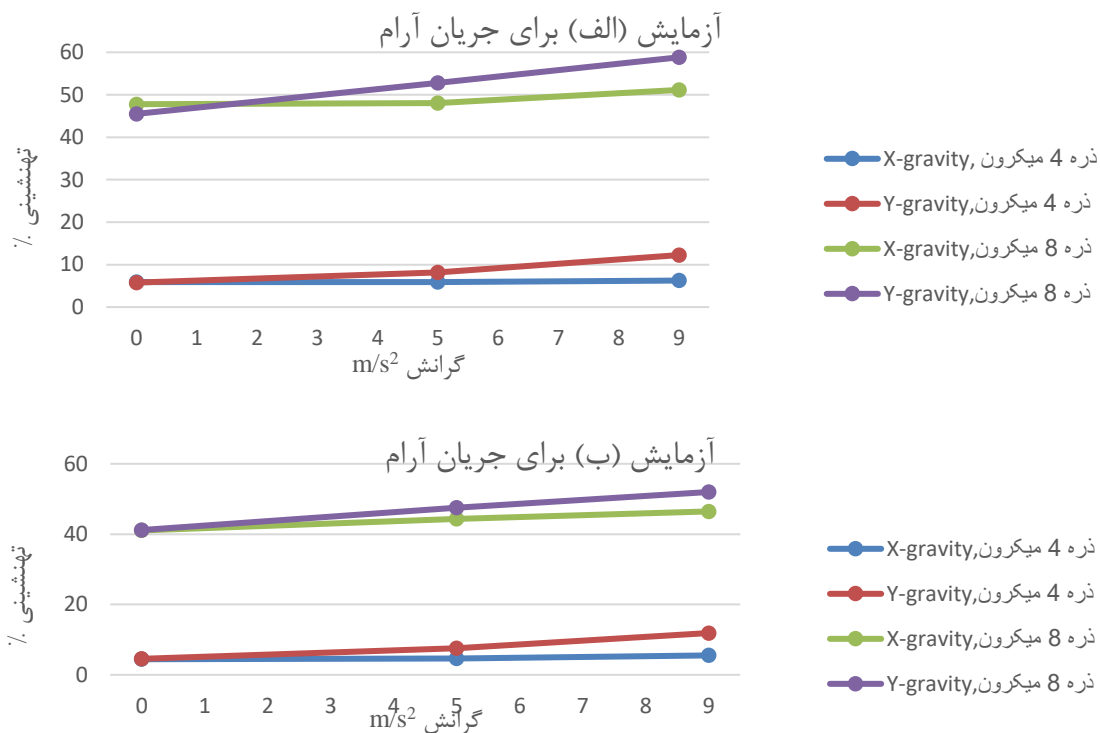 آزمایش (الف) برای جریان آرام
60
50
40
30
20
10
0
ته‌نشینی %
0 1 2 3 4 5 6 7 8 9
گرانش m/s²
X-gravity, ذره 4 میکرون
Y-gravity,ذره 4 میکرون
X-gravity,ذره 8 میکرون
Y-gravity,ذره 8 میکرون
آزمایش (ب) برای جریان آرام
60
40
20
0
ته‌نشینی %
0 1 2 3 4 5 6 7 8 9
گرانش m/s²
X-gravity,ذره 4 میکرون
Y-gravity,ذره 4 میکرون
X-gravity,ذره 8 میکرون
Y-gravity,ذره 8 میکرون